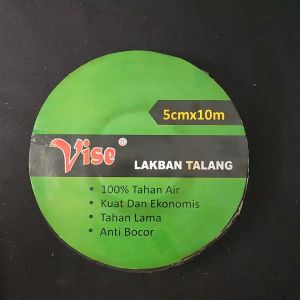 5cmx10m
Vise®
LAKBAN TALANG
• 100% Tahan Air
• Kuat Dan Ekonomis
• Tahan Lama
• Anti Bocor